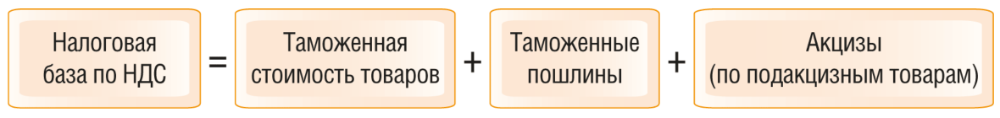 Налоговая
база по НДС
=
Таможенная
стоимость товаров
+
Таможенные
пошлины
+
Акцизы
(по подакцизным товарам)